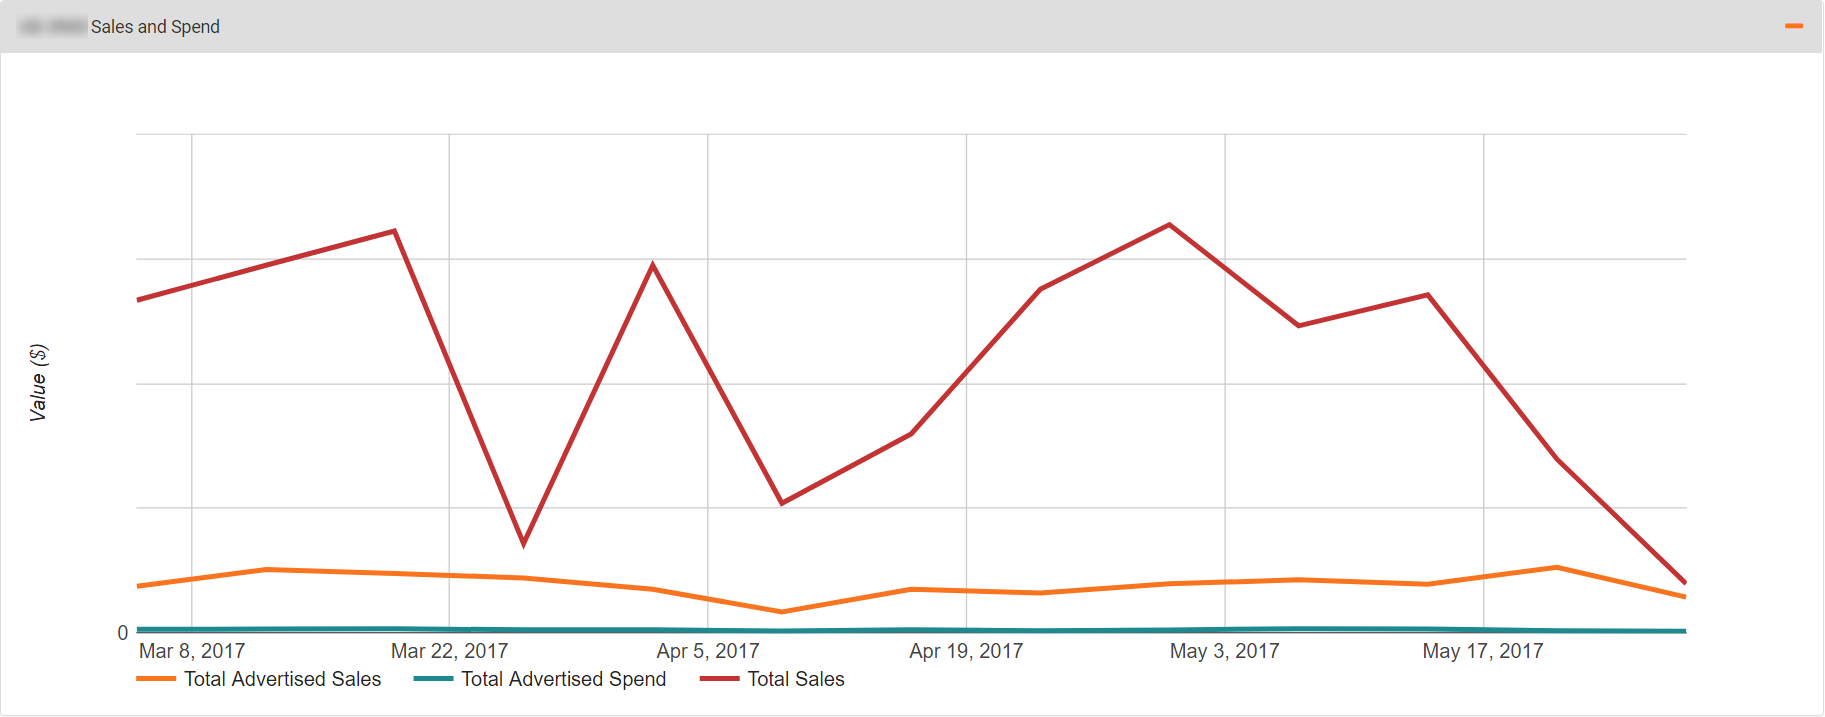 Sales and Spend
Value ($)
0
Mar 8, 2017
Mar 22, 2017
Apr 5, 2017
Apr 19, 2017
May 3, 2017
May 17, 2017
Total Advertised Sales
Total Advertised Spend
Total Sales